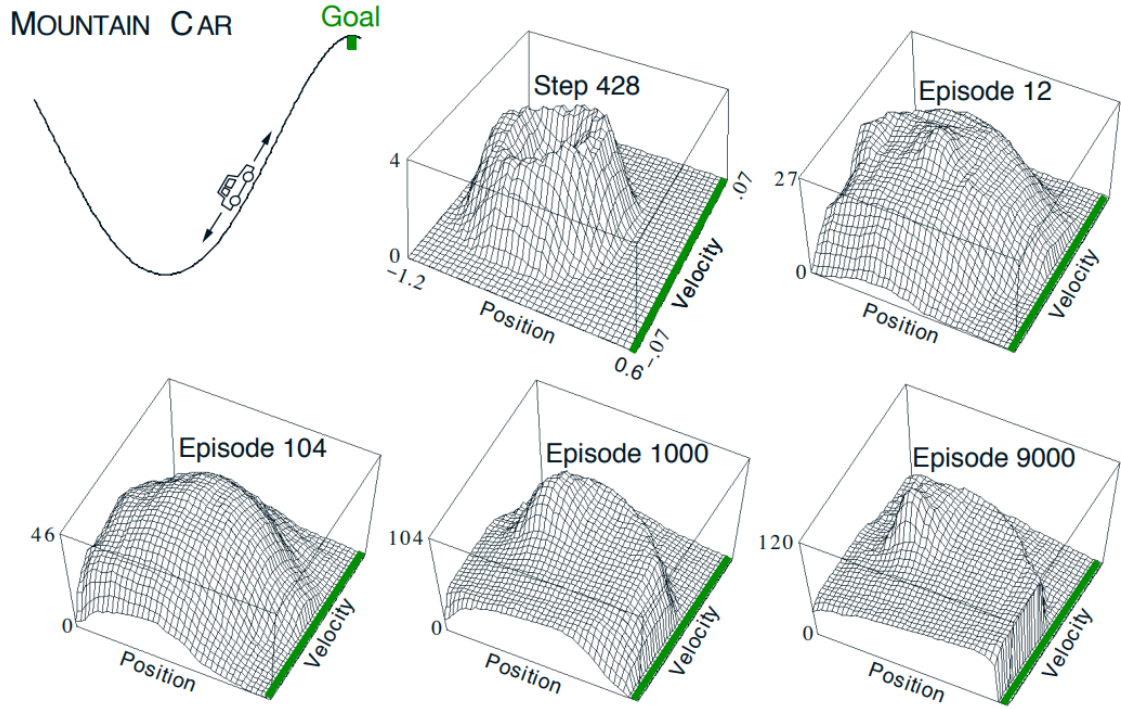 MOUNTAIN CAR
Goal
Step 428
4
0
−1.2
Position
0.6
−.07
Velocity
.07
Episode 12
27
0
Position
Velocity
Episode 104
46
0
Position
Velocity
Episode 1000
104
0
Position
Velocity
Episode 9000
120
0
Position
Velocity